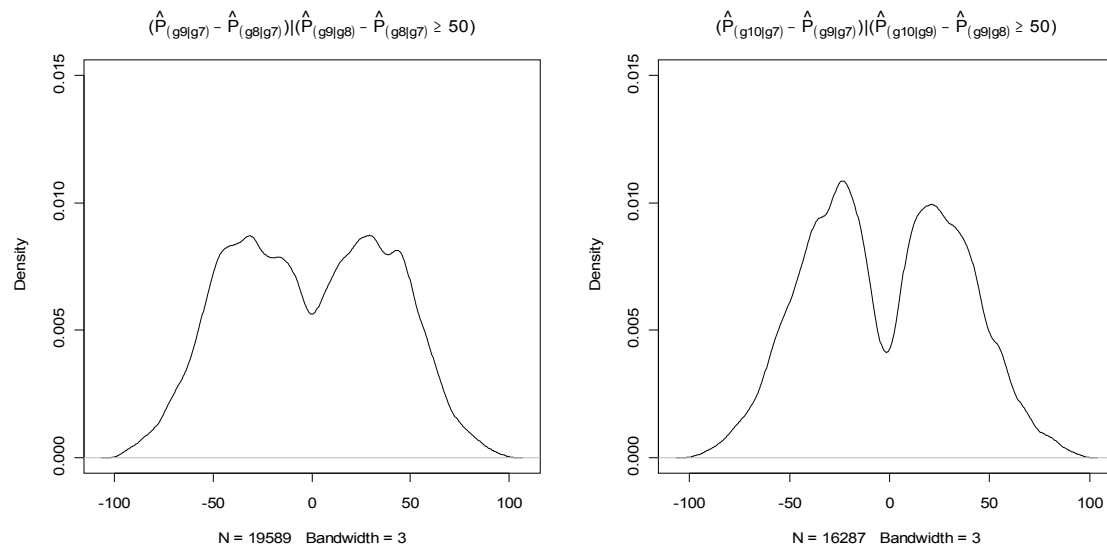 (P̂(g9|g7) − P̂(g8|g7))|(P̂(g9|g8) − P̂(g8|g7) ≥ 50)
Density
0.015
0.010
0.005
0.000
-100 -50 0 50 100
N = 19589 Bandwidth = 3
(P̂(g10|g7) − P̂(g9|g7))|(P̂(g10|g9) − P̂(g9|g8) ≥ 50)
Density
0.015
0.010
0.005
0.000
-100 -50 0 50 100
N = 16287 Bandwidth = 3